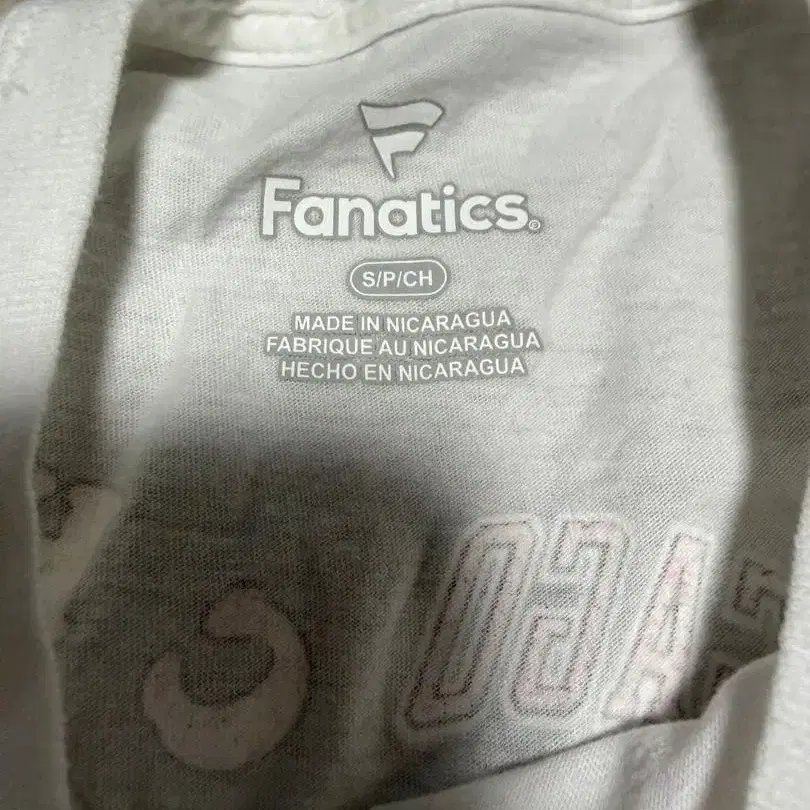 Fanatics®
S/P/CH
MADE IN NICARAGUA
FABRIQUE AU NICARAGUA
HECHO EN NICARAGUA